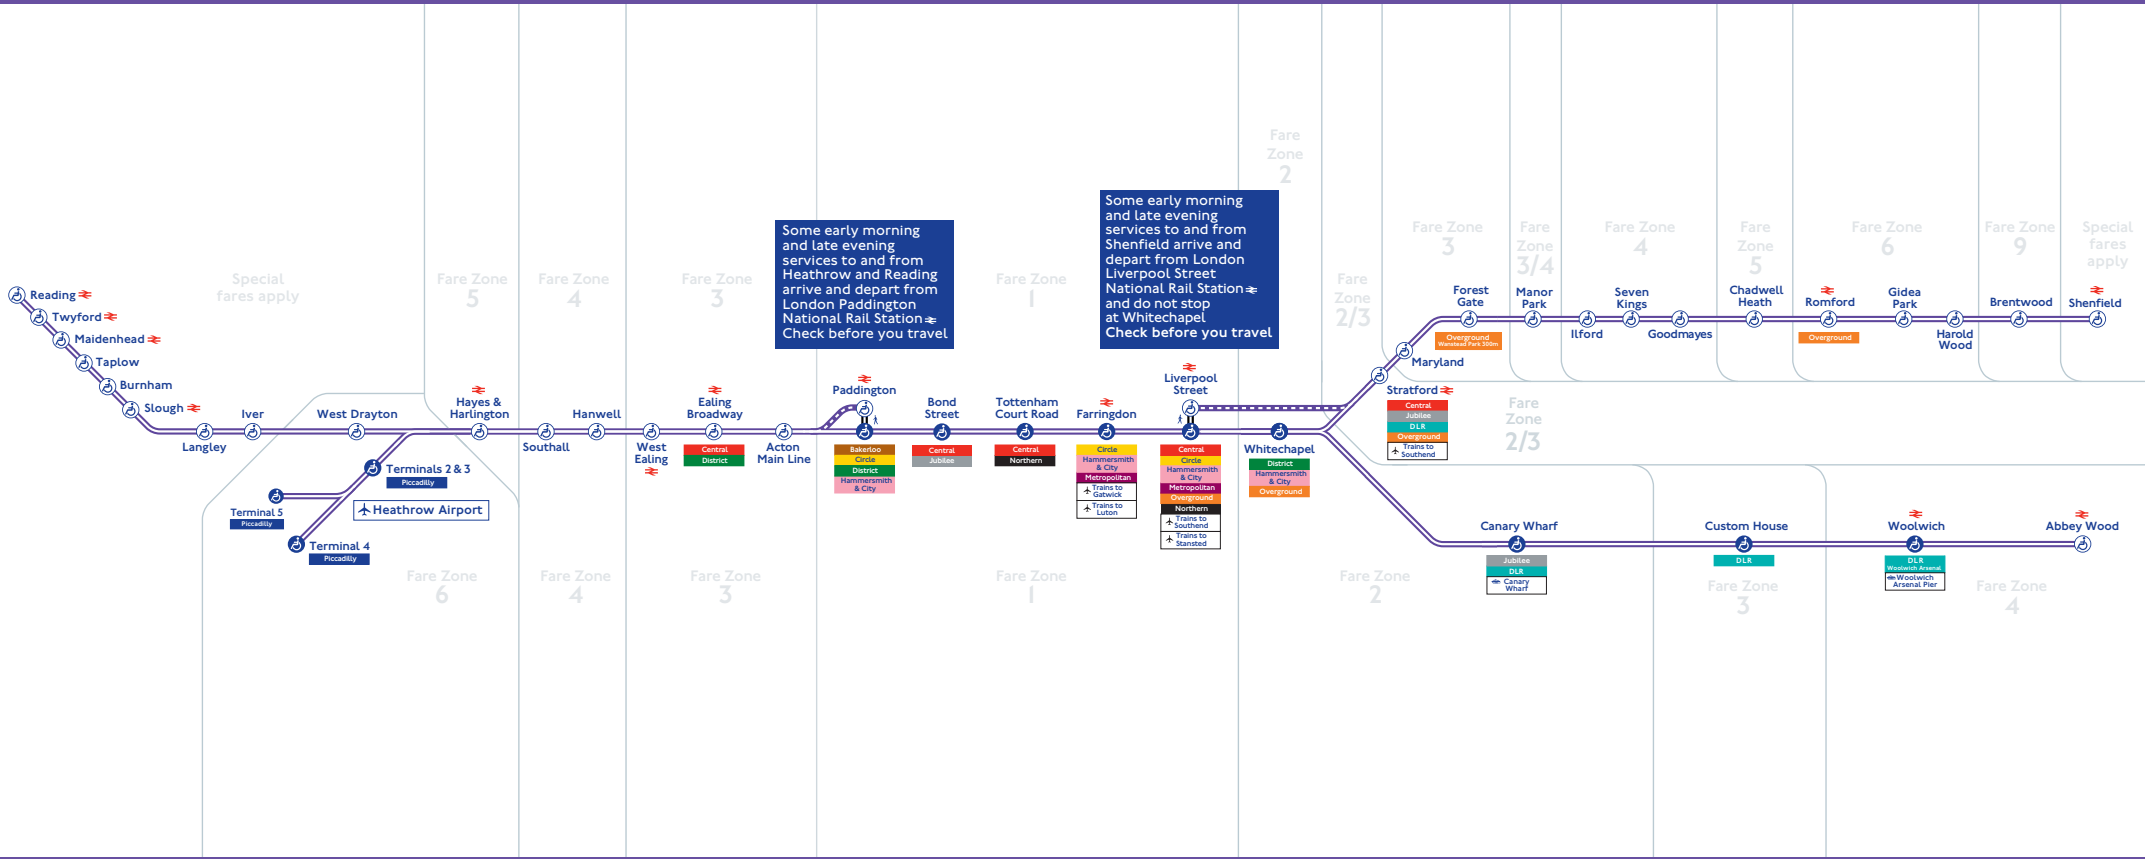 Fare
Zone
2
Some early morning
and late evening
services to and from
Shenfield arrive and
depart from London
Liverpool Street
National Rail Station
and do not stop
at Whitechapel
Check before you travel
Some early morning
and late evening
services to and from
Heathrow and Reading
arrive and depart from
London Paddington
National Rail Station
Check before you travel
Special
fares apply
Fare Zone
5
Fare Zone
4
Fare Zone
3
Fare Zone
1
Fare
Zone
2/3
Fare Zone
3
Fare
Zone
3/4
Fare Zone
4
Fare
Zone
5
Fare Zone
6
Fare Zone
9
Special
fares
apply
Reading
Twyford
Maidenhead
Taplow
Burnham
Slough
Langley
Iver
West Drayton
Terminals 2 & 3
Piccadilly
Terminal 5
Piccadilly
Terminal 4
Piccadilly
Heathrow Airport
Hayes &
Harlington
Southall
Hanwell
West
Ealing
Ealing
Broadway
Central
District
Acton
Main Line
Paddington
Bakerloo
Circle
District
Hammersmith
& City
Bond
Street
Central
Jubilee
Tottenham
Court Road
Central
Northern
Farringdon
Circle
Hammersmith
& City
Metropolitan
Trains to
Gatwick
Trains to
Luton
Liverpool
Street
Central
Circle
Hammersmith
& City
Metropolitan
Overground
Northern
Trains to
Southend
Trains to
Stansted
Whitechapel
District
Hammersmith
& City
Overground
Stratford
Central
Jubilee
DLR
Overground
Trains to
Southend
Maryland
Forest
Gate
Overground
Wanstead Park 300m
Manor
Park
Ilford
Seven
Kings
Goodmayes
Chadwell
Heath
Romford
Overground
Gidea
Park
Harold
Wood
Brentwood
Shenfield
Fare
Zone
2/3
Canary Wharf
Jubilee
DLR
Canary
Wharf
Custom House
DLR
Woolwich
DLR
Woolwich Arsenal
Woolwich
Arsenal Pier
Abbey Wood
Fare Zone
6
Fare Zone
4
Fare Zone
3
Fare Zone
1
Fare Zone
2
Fare Zone
3
Fare Zone
4